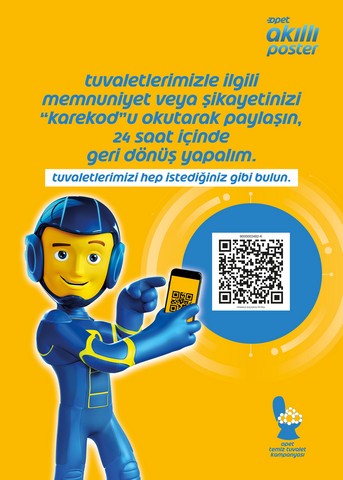 opet
akıllı
poster
tuvaletlerimizle ilgili
memnuniyet veya şikayetinizi
“karekod”u okutarak paylaşın,
24 saat içinde
geri dönüş yapalım.
tuvaletlerimizi hep istediğiniz gibi bulun.
opet
temiz tuvalet
kampanyası